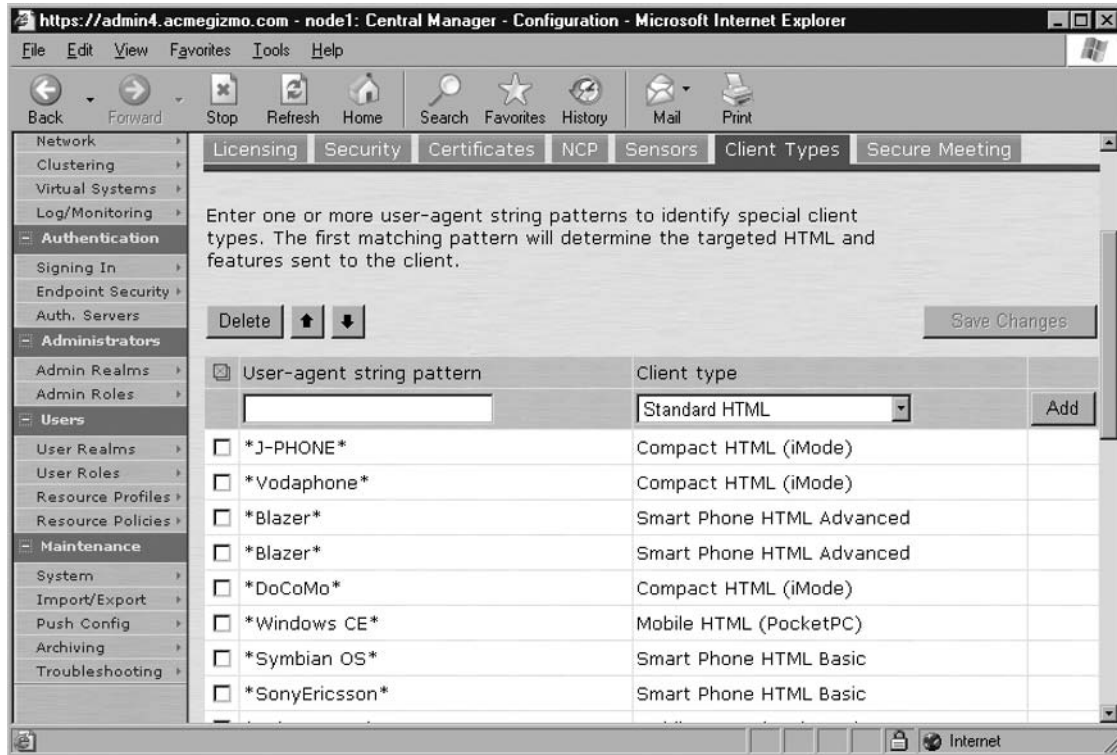 https://admin4.acmegizmo.com - node1: Central Manager - Configuration - Microsoft Internet Explorer
File Edit View Favorites Tools Help
Back Forward Stop Refresh Home Search Favorites History Mail Print
Network
Clustering
Virtual Systems
Log/Monitoring
Authentication
Signing In
Endpoint Security
Auth. Servers
Administrators
Admin Realms
Admin Roles
Users
User Realms
User Roles
Resource Profiles
Resource Policies
Maintenance
System
Import/Export
Push Config
Archiving
Troubleshooting
Licensing Security Certificates NCP Sensors Client Types Secure Meeting
Enter one or more user-agent string patterns to identify special client
types. The first matching pattern will determine the targeted HTML and
features sent to the client.
Delete Save Changes
User-agent string pattern Client type
Standard HTML Add
*J-PHONE* Compact HTML (iMode)
*Vodaphone* Compact HTML (iMode)
*Blazer* Smart Phone HTML Advanced
*Blazer* Smart Phone HTML Advanced
*DoCoMo* Compact HTML (iMode)
*Windows CE* Mobile HTML (PocketPC)
*Symbian OS* Smart Phone HTML Basic
*SonyEricsson* Smart Phone HTML Basic
Internet